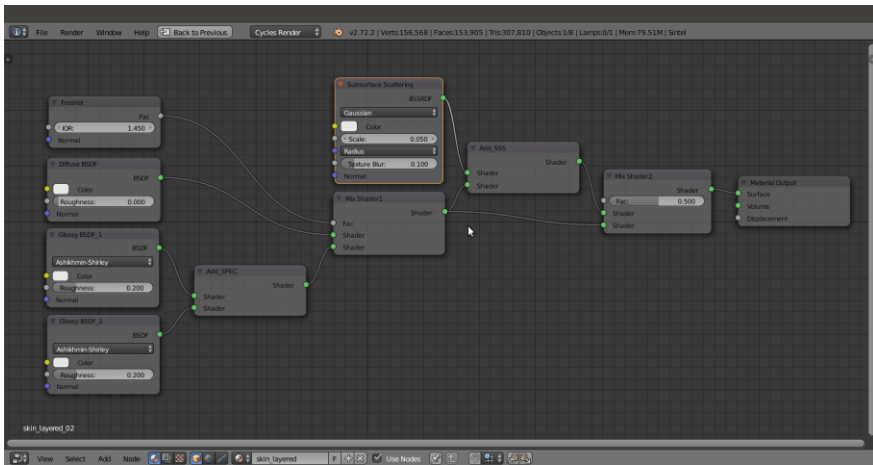 File Render Window Help Back to Previous Cycles Render v2.72.2 | Verts:156,568 | Faces:153,905 | Tris:307,810 | Objects:1/8 | Lamps:0/1 | Mem:79.51M | Sintel
Fresnel
Fac
IOR: 1.450
Normal
Diffuse BSDF
BSDF
Color
Roughness: 0.000
Normal
Glossy BSDF_1
BSDF
Ashikhmin-Shirley
Color
Roughness: 0.200
Normal
Glossy BSDF_2
BSDF
Ashikhmin-Shirley
Color
Roughness: 0.200
Normal
Add_SPEC
Shader
Shader
Shader
Subsurface Scattering
BSSRDF
Gaussian
Color
Scale: 0.050
Radius
Texture Blur: 0.100
Normal
Mix Shader1
Shader
Fac
Shader
Shader
Add_SSS
Shader
Shader
Shader
Mix Shader2
Shader
Fac: 0.500
Shader
Shader
Material Output
Surface
Volume
Displacement
skin_layered_02
View Select Add Node skin_layered F Use Nodes